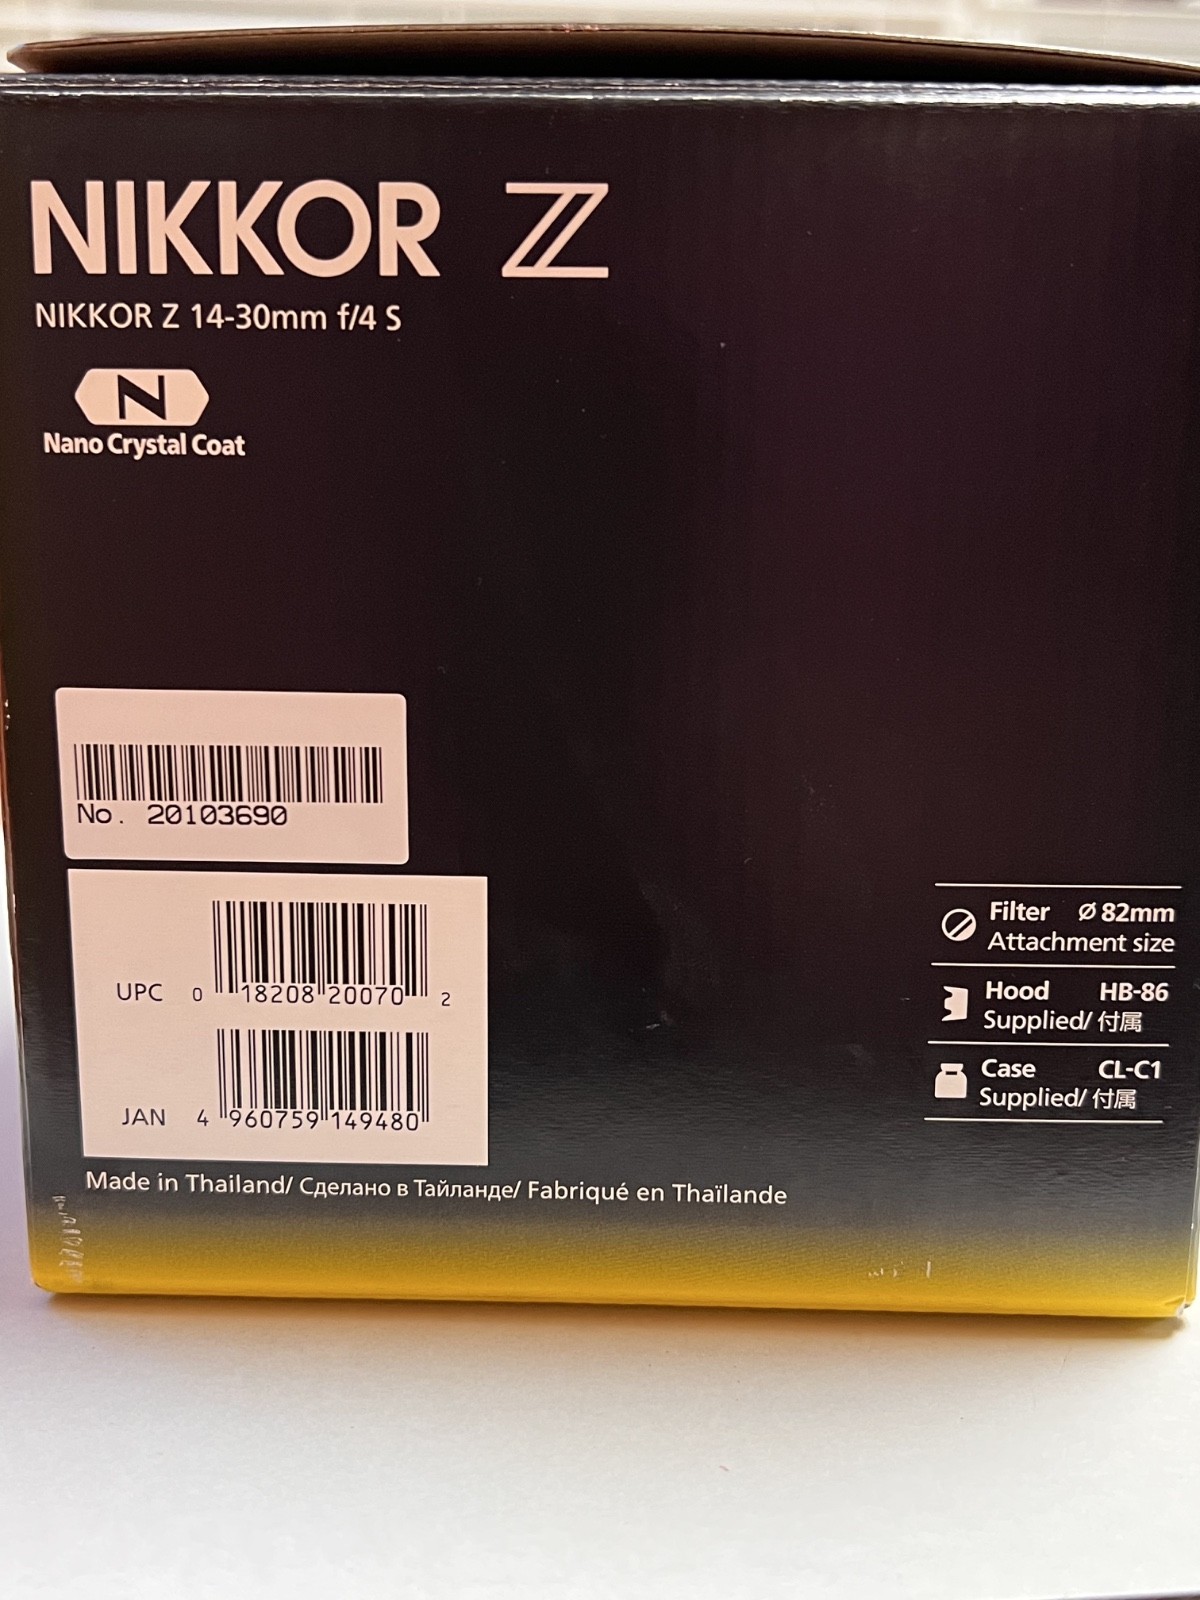 NIKKOR Z
NIKKOR Z 14-30mm f/4 S
N
Nano Crystal Coat
No. 20103690
UPC 0 18208 20070 2
JAN 4 960759 149480
Filter Ø 82mm
Attachment size
Hood HB-86
Supplied/ 付属
Case CL-C1
Supplied/ 付属
Made in Thailand/ Сделано в Тайланде/ Fabriqué en Thaïlande